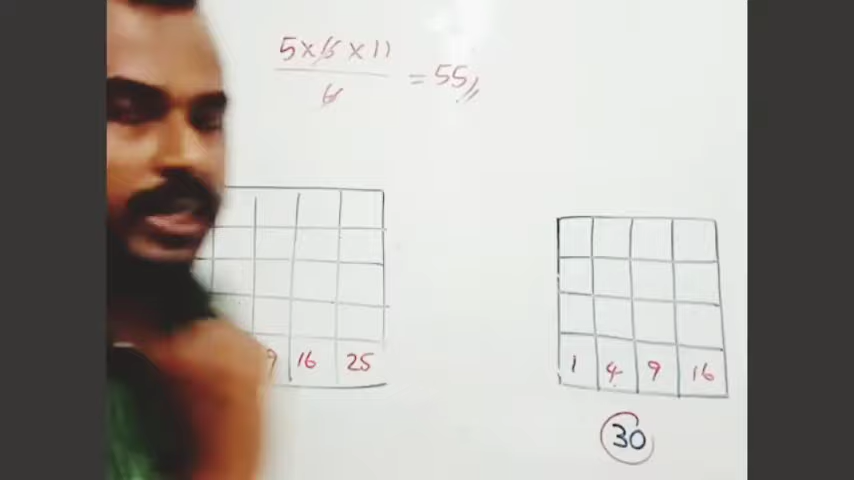 5×6×11
6
=55//
9 16 25
1 4 9 16
30